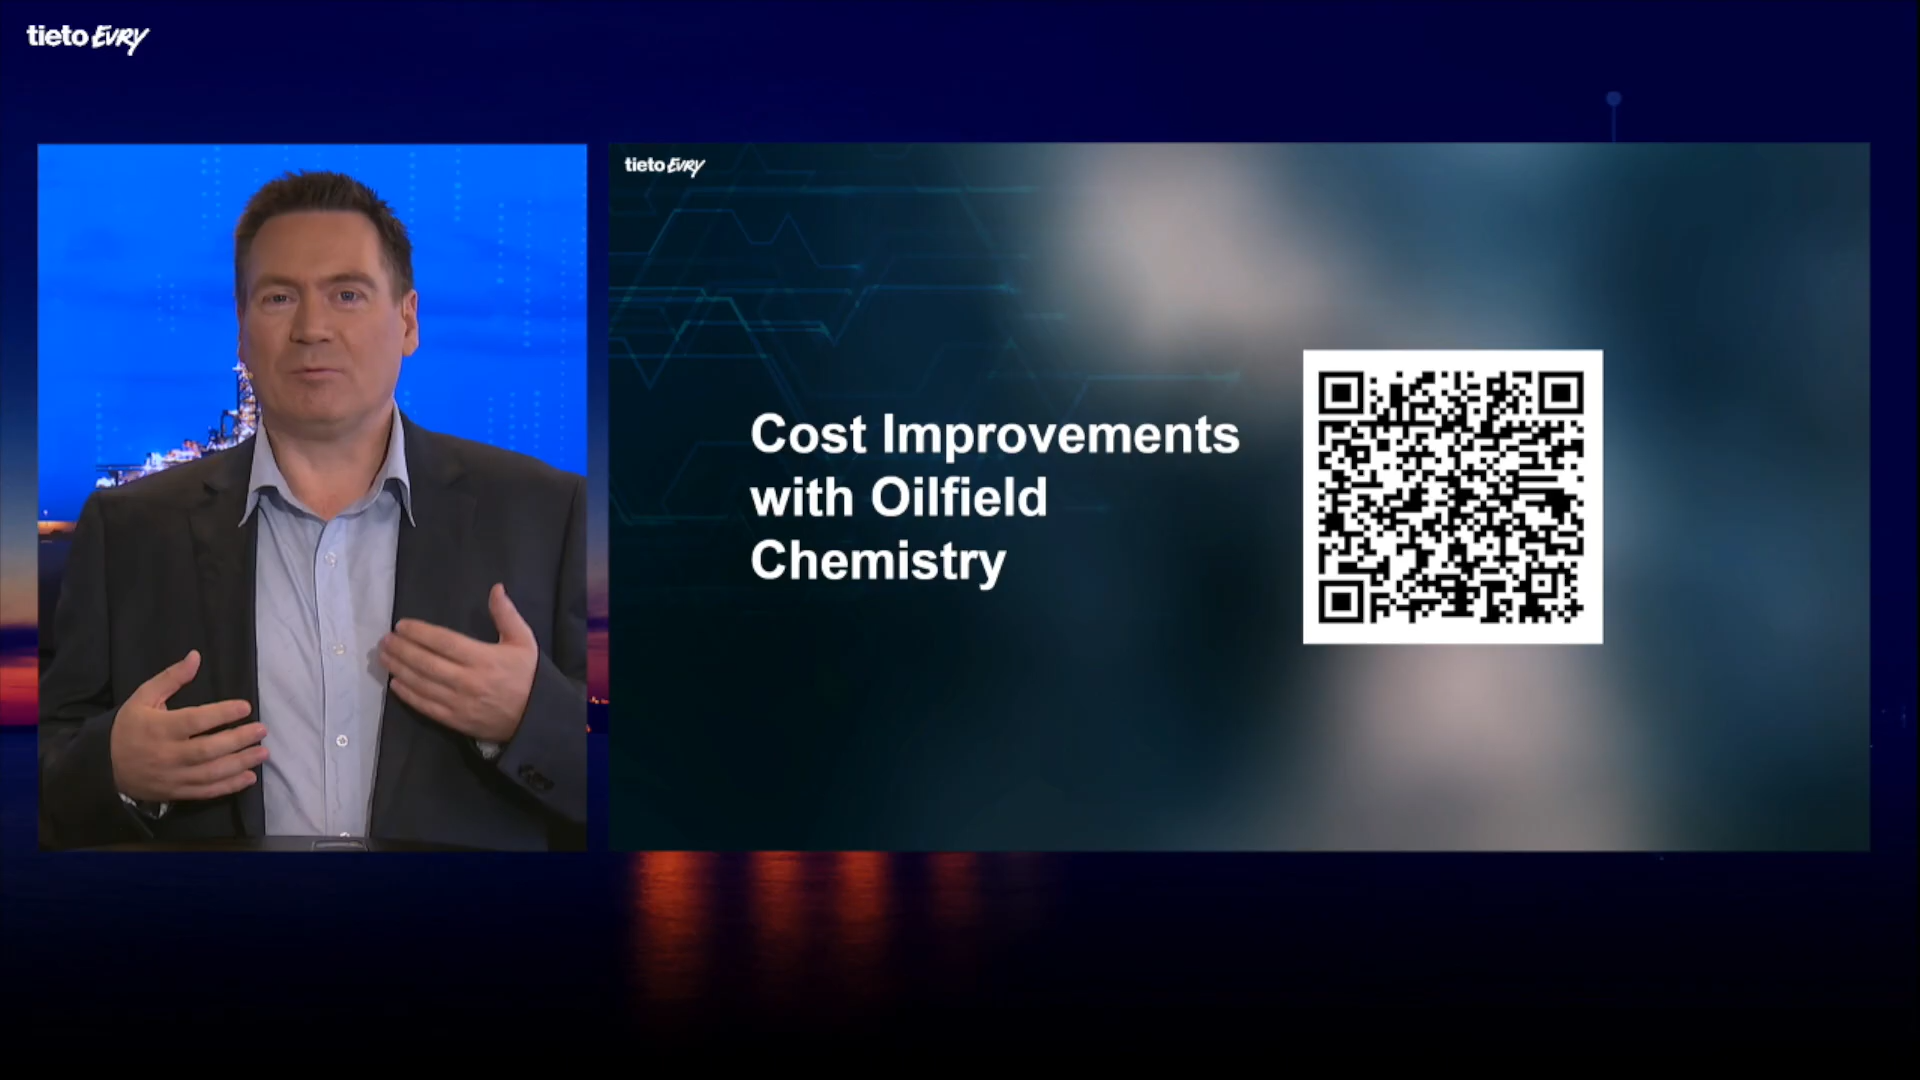 tieto Evry
tieto Evry
Cost Improvements
with Oilfield
Chemistry